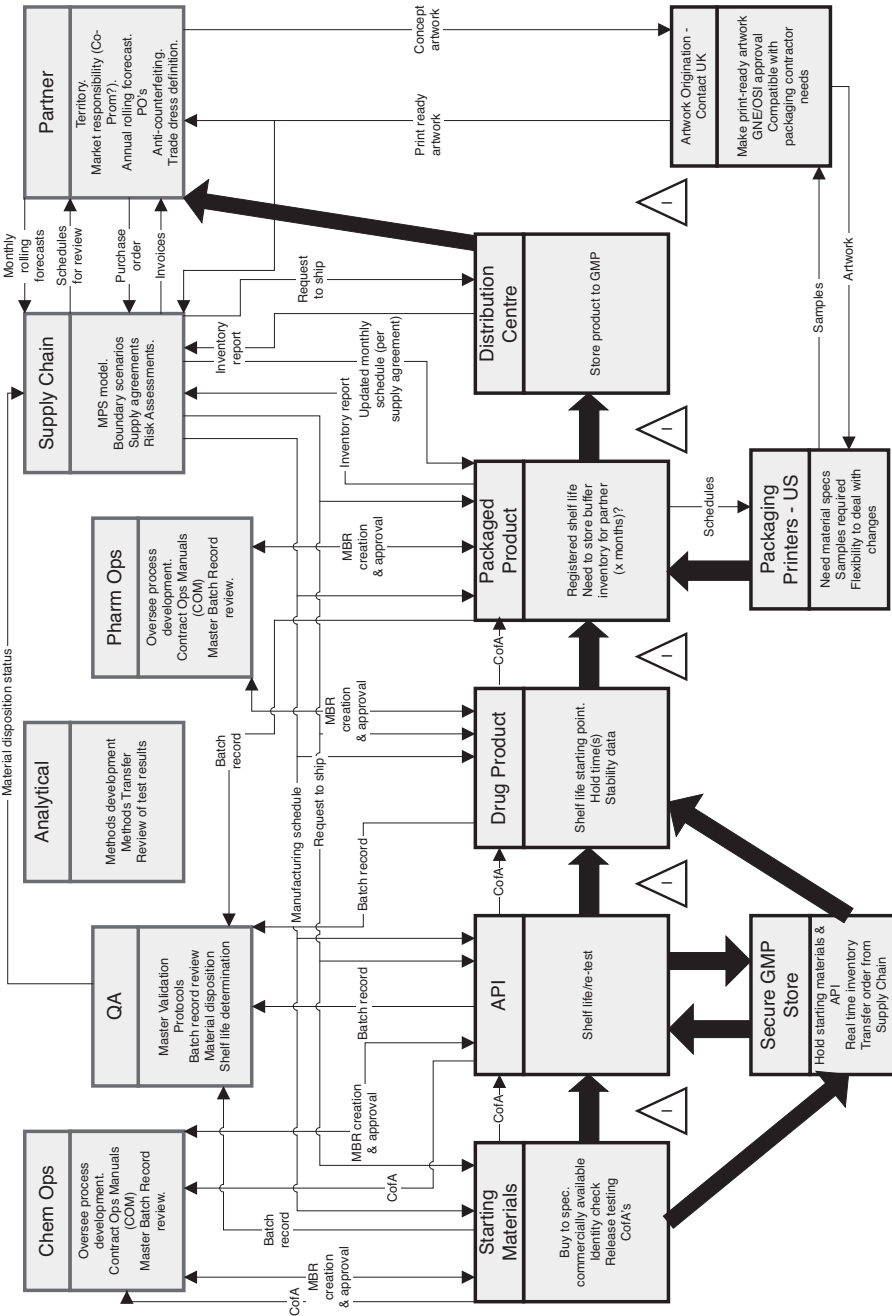 Chem Ops
Oversee process
development.
Contract Ops Manuals
(COM)
Master Batch Record
review.
QA
Master Validation
Protocols
Batch record review
Material disposition
Shelf life determination
Analytical
Methods development
Methods Transfer
Review of test results
Pharm Ops
Oversee process
development.
Contract Ops Manuals
(COM)
Master Batch Record
review.
Supply Chain
MPS model.
Boundary scenarios
Supply agreements
Risk Assessments.
Partner
Territory.
Market responsibility (Co-
Prom?).
Annual rolling fcorecast.
PO's
Anti-counterfeiting.
Trade dress definition.
Material disposition status
Monthly
rolling
forecasts
Schedules
for review
Purchase
order
Invoices
CofA
MBR
creation
& approval
Batch
record
CofA
MBR creation
& approval
Batch record
Manufacturing schedule
Request to ship
Batch record
Batch
record
MBR
creation
& approval
MBR
creation
& approval
Inventory report
Updated monthly
schedule (per
supply agreement)
Inventory
report
Request
to ship
Print ready
artwork
Concept
artwork
Starting
Materials
Buy to spec.
commercially available
Identity check
Release testing
CofA's
CofA
API
Shelf life/re-test
CofA
Drug Product
Shelf life starting point.
Hold time(s)
Stability data
CofA
Packaged
Product
Registered shelf life
Need to store buffer
inventory for partner
(x months)?
Distribution
Centre
Store product to GMP
I
I
I
I
I
Secure GMP
Store
Hold starting materials &
API
Real time inventory
Transfer order from
Supply Chain
Schedules
Packaging
Printers - US
Need material specs
Samples required
Flexibility to deal with
changes
Samples
Artwork
Artwork Origination -
Contact UK
Make print-ready artwork
GNE/OSI approval
Compatible with
packaging contractor
needs